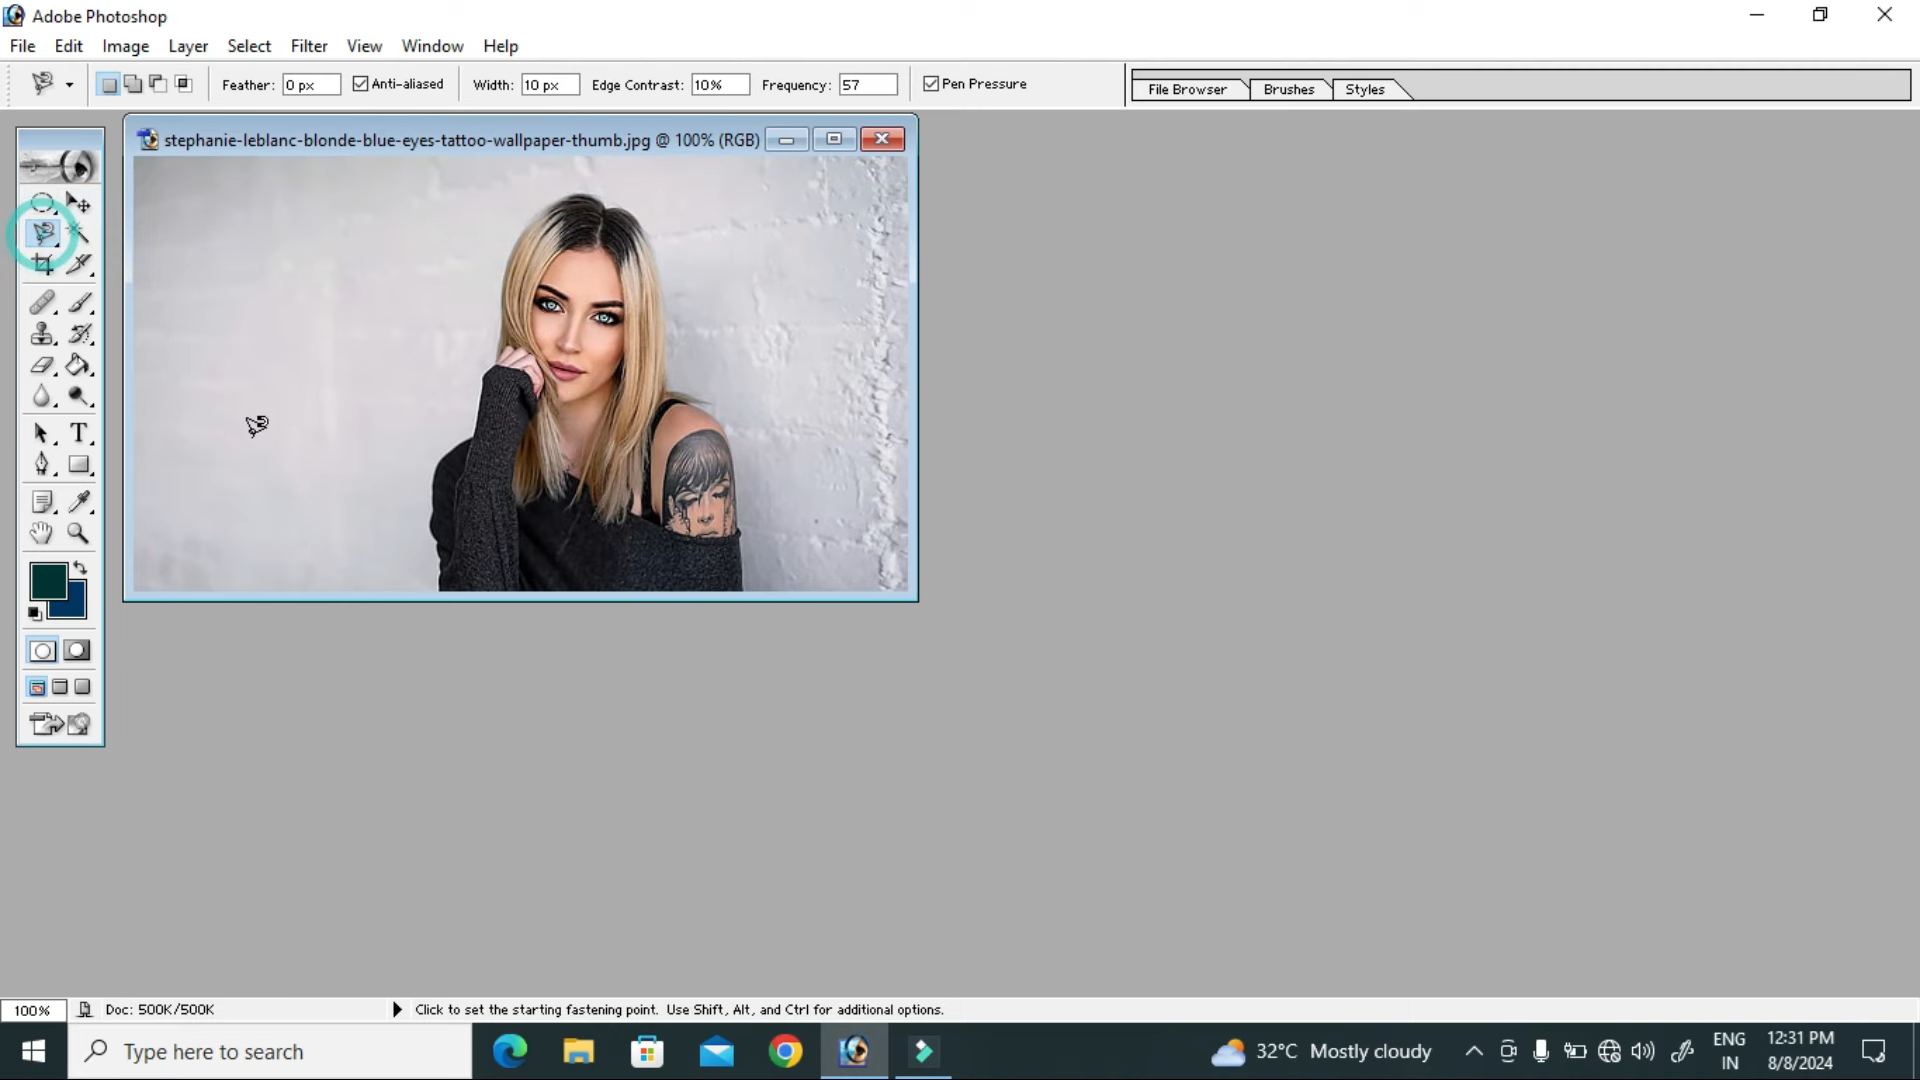 Adobe Photoshop
File Edit Image Layer Select Filter View Window Help
Feather: 0 px Anti-aliased Width: 10 px Edge Contrast: 10% Frequency: 57 Pen Pressure File Browser Brushes Styles
stephanie-leblanc-blonde-blue-eyes-tattoo-wallpaper-thumb.jpg @ 100% (RGB)
T
100% Doc: 500K/500K Click to set the starting fastening point. Use Shift, Alt, and Ctrl for additional options.
Type here to search 32°C Mostly cloudy ENG 12:31 PM
IN 8/8/2024